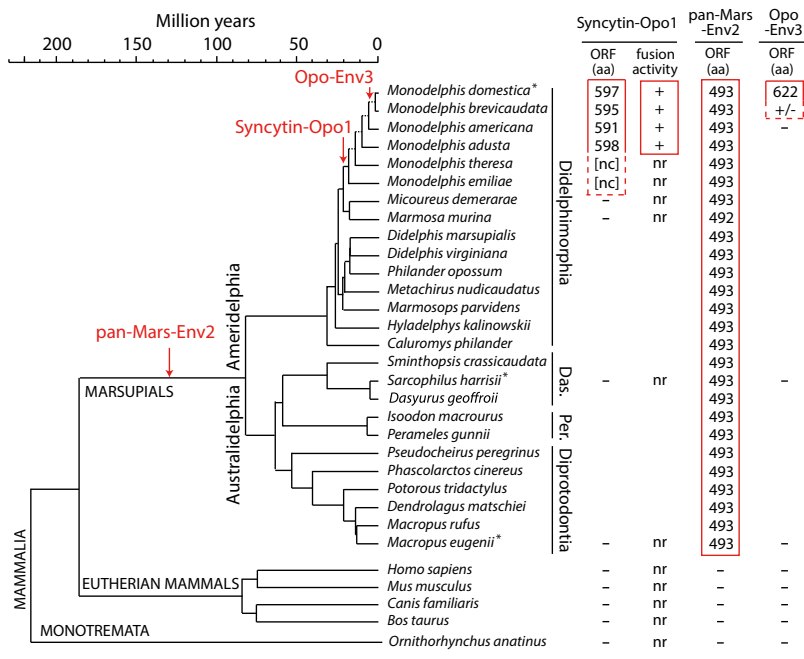 Million years
250 200 150 100 50 0
Syncytin-Opo1
pan-Mars -Env2
Opo -Env3
ORF (aa)
fusion activity
ORF (aa)
ORF (aa)
Opo-Env3
Syncytin-Opo1
pan-Mars-Env2
Monodelphis domestica* 597 + 493 622
Monodelphis brevicaudata 595 + 493 +/-
Monodelphis americana 591 + 493 –
Monodelphis adusta 598 + 493
Monodelphis theresa [nc] nr 493
Monodelphis emiliae [nc] nr 493
Micoureus demerarae – nr 493
Marmosa murina – nr 492
Didelphis marsupialis 493
Didelphis virginiana 493
Philander opossum 493
Metachirus nudicaudatus 493
Marmosops parvidens 493
Hyladelphys kalinowskii 493
Caluromys philander 493
Sminthopsis crassicaudata 493
Sarcophilus harrisii* – nr 493 –
Dasyurus geoffroii 493
Isoodon macrourus 493
Perameles gunnii 493
Pseudocheirus peregrinus 493
Phascolarctos cinereus 493
Potorous tridactylus 493
Dendrolagus matschiei 493
Macropus rufus 493
Macropus eugenii* – nr 493 –
Homo sapiens – nr – –
Mus musculus – nr – –
Canis familiaris – nr – –
Bos taurus – nr – –
Ornithorhynchus anatinus – nr – –
Didelphimorphia
Das.
Per.
Diprotodontia
Ameridelphia
Australidelphia
MARSUPIALS
EUTHERIAN MAMMALS
MONOTREMATA
MAMMALIA